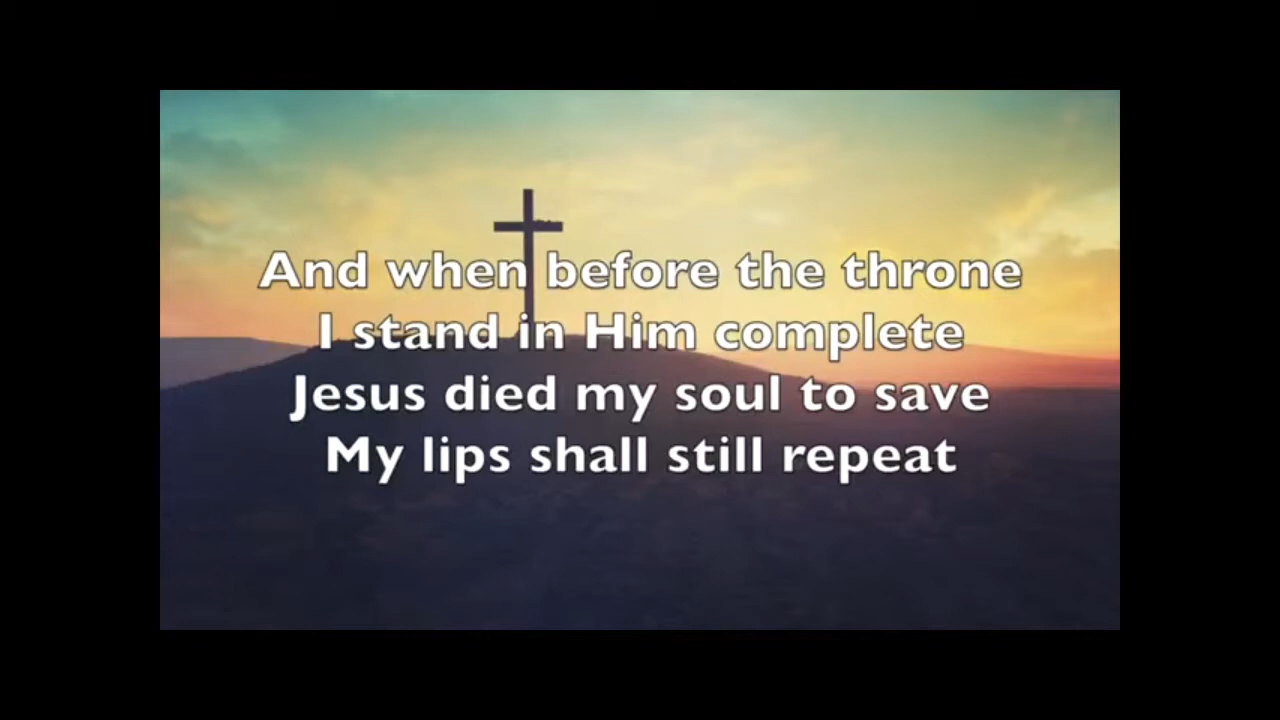 And when before the throne
I stand in Him complete
Jesus died my soul to save
My lips shall still repeat